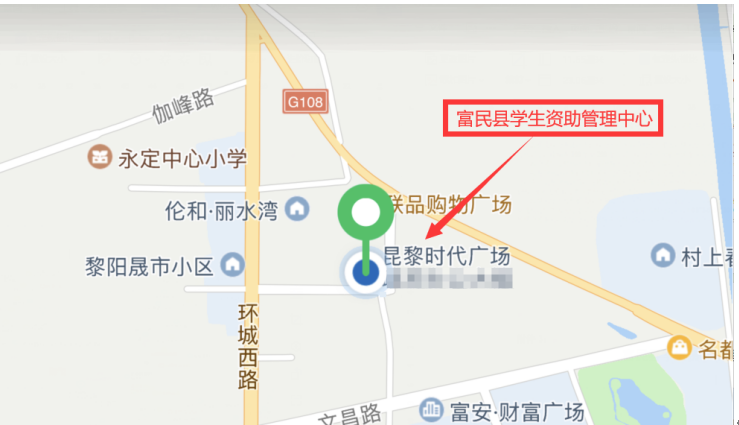 伽峰路
G108
富民县学生资助管理中心
永定中心小学
伦和·丽水湾
联品购物广场
黎阳晟市小区
昆黎时代广场
村上春
环城西路
名都
文昌路
富安·财富广场